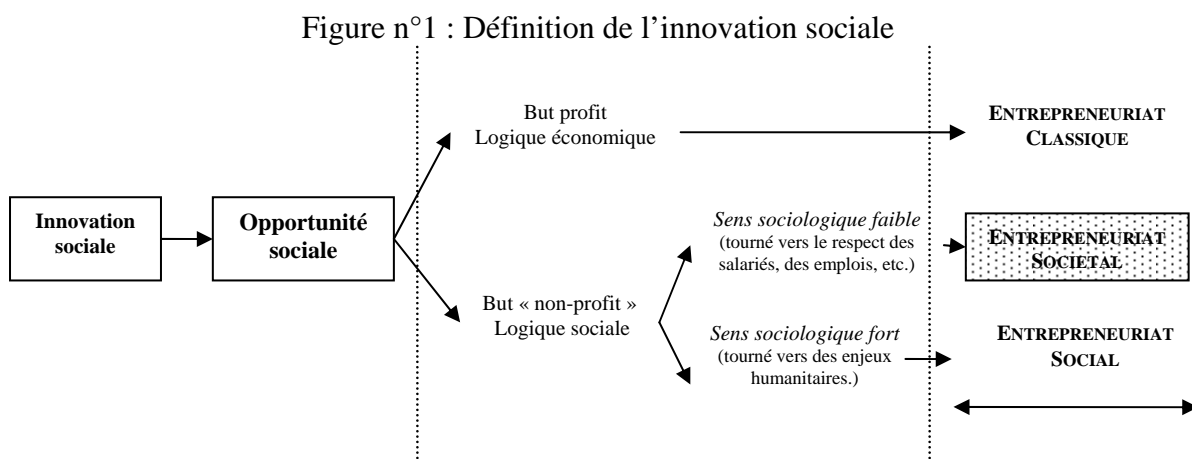 Figure n°1 : Définition de l’innovation sociale
But profit
Logique économique
ENTREPRENEURIAT
CLASSIQUE
Innovation
sociale
Opportunité
sociale
Sens sociologique faible
(tourné vers le respect des
salariés, des emplois, etc.)
ENTREPRENEURIAT
SOCIETAL
But « non-profit »
Logique sociale
Sens sociologique fort
(tourné vers des enjeux
humanitaires.)
ENTREPRENEURIAT
SOCIAL